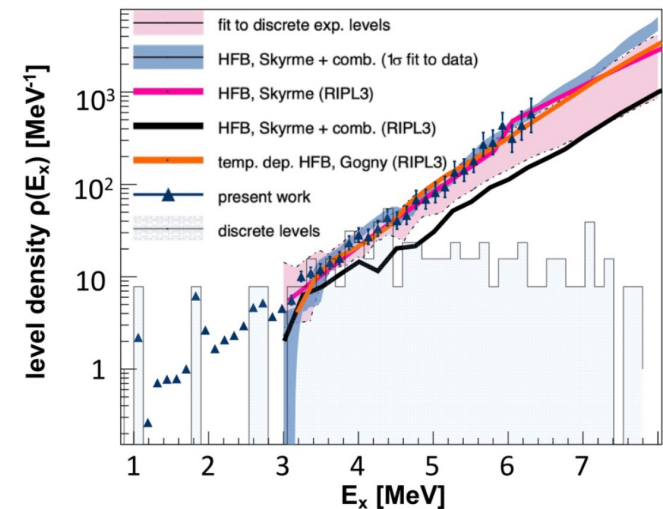 fit to discrete exp. levels
HFB, Skyrme + comb. (1σ fit to data)
HFB, Skyrme (RIPL3)
HFB, Skyrme + comb. (RIPL3)
temp. dep. HFB, Gogny (RIPL3)
present work
discrete levels
level density ρ(Eₓ) [MeV⁻¹]
10³
10²
10
1
1 2 3 4 5 6 7
Eₓ [MeV]